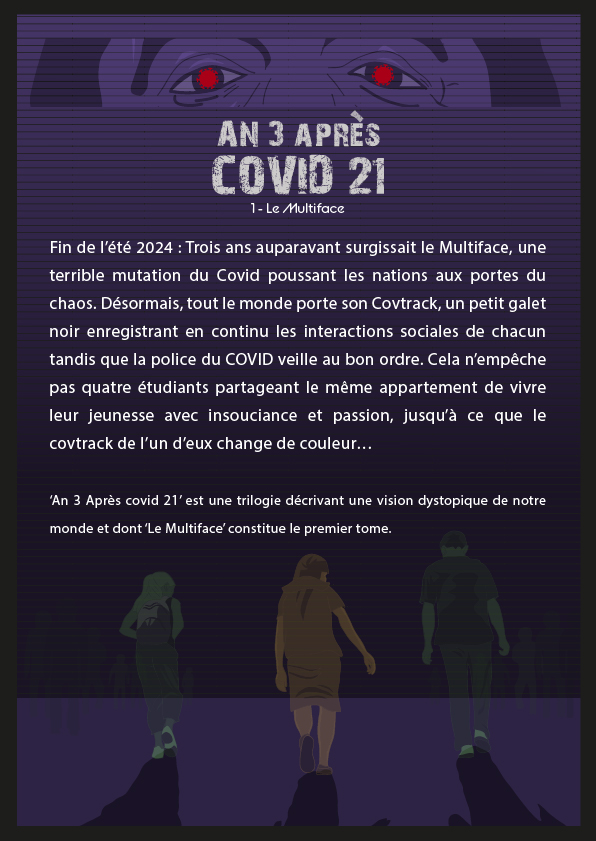 AN 3 APRÈS
COVID 21
1- Le Multiface
Fin de l’été 2024 : Trois ans auparavant surgissait le Multiface, une
terrible mutation du Covid poussant les nations aux portes du
chaos. Désormais, tout le monde porte son Covtrack, un petit galet
noir enregistrant en continu les interactions sociales de chacun
tandis que la police du COVID veille au bon ordre. Cela n’empêche
pas quatre étudiants partageant le même appartement de vivre
leur jeunesse avec insouciance et passion, jusqu’à ce que le
covtrack de l’un d’eux change de couleur…
‘An 3 Après covid 21’ est une trilogie décrivant une vision dystopique de notre
monde et dont ‘Le Multiface’ constitue le premier tome.